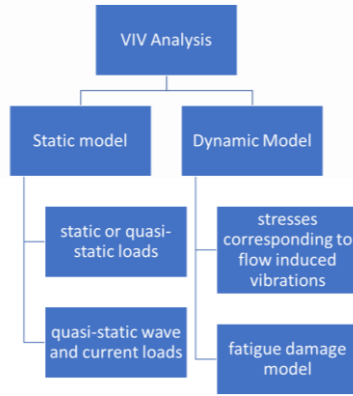 VIV Analysis
Static model
Dynamic Model
static or quasi-
static loads
stresses
corresponding to
flow induced
vibrations
quasi-static wave
and current loads
fatigue damage
model